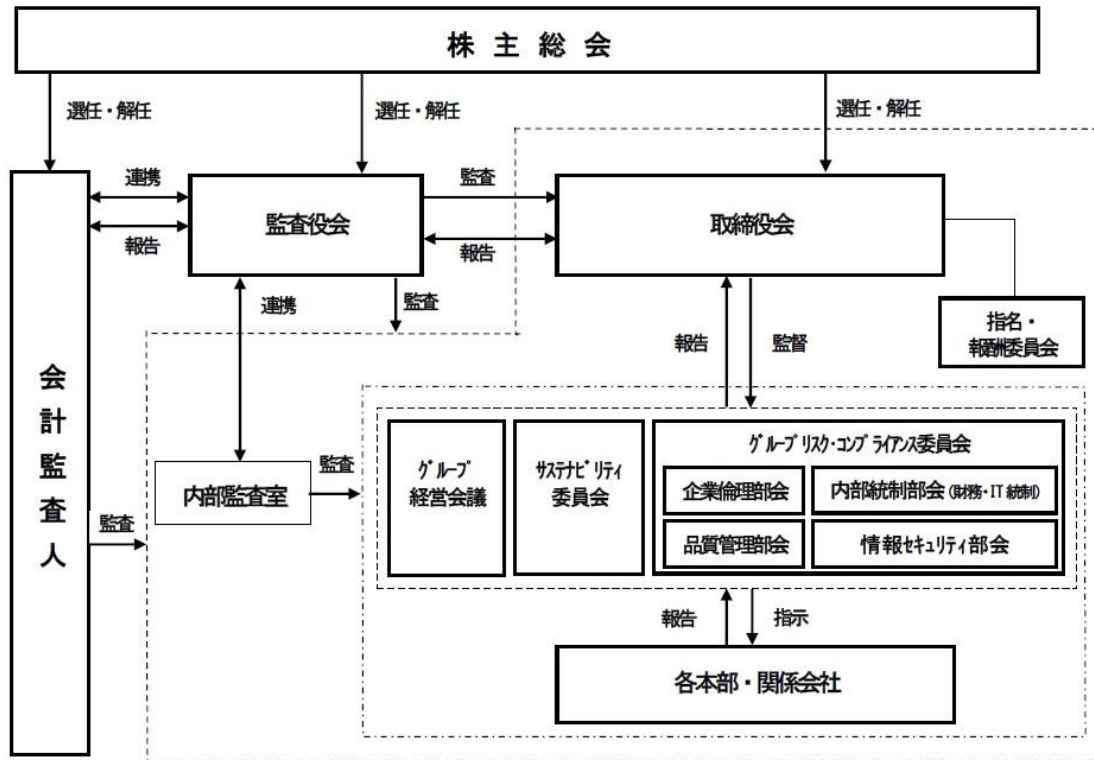 株主総会
選任・解任
選任・解任
選任・解任
連携
監査
報告
報告
監査役会
取締役会
連携
監査
指名・
報酬委員会
報告
監督
会計監査人
グループ
経営会議
サステナビリティ
委員会
グループリスク・コンプライアンス委員会
企業倫理部会
内部統制部会(財務・IT統制)
品質管理部会
情報セキュリティ部会
内部監査室
監査
監査
報告
指示
各本部・関係会社